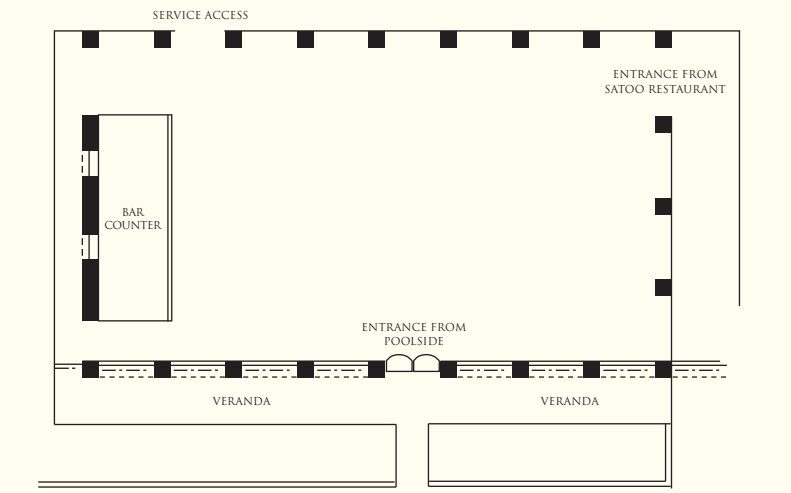 SERVICE ACCESS
ENTRANCE FROM
SATOO RESTAURANT
BAR
COUNTER
ENTRANCE FROM
POOLSIDE
VERANDA
VERANDA